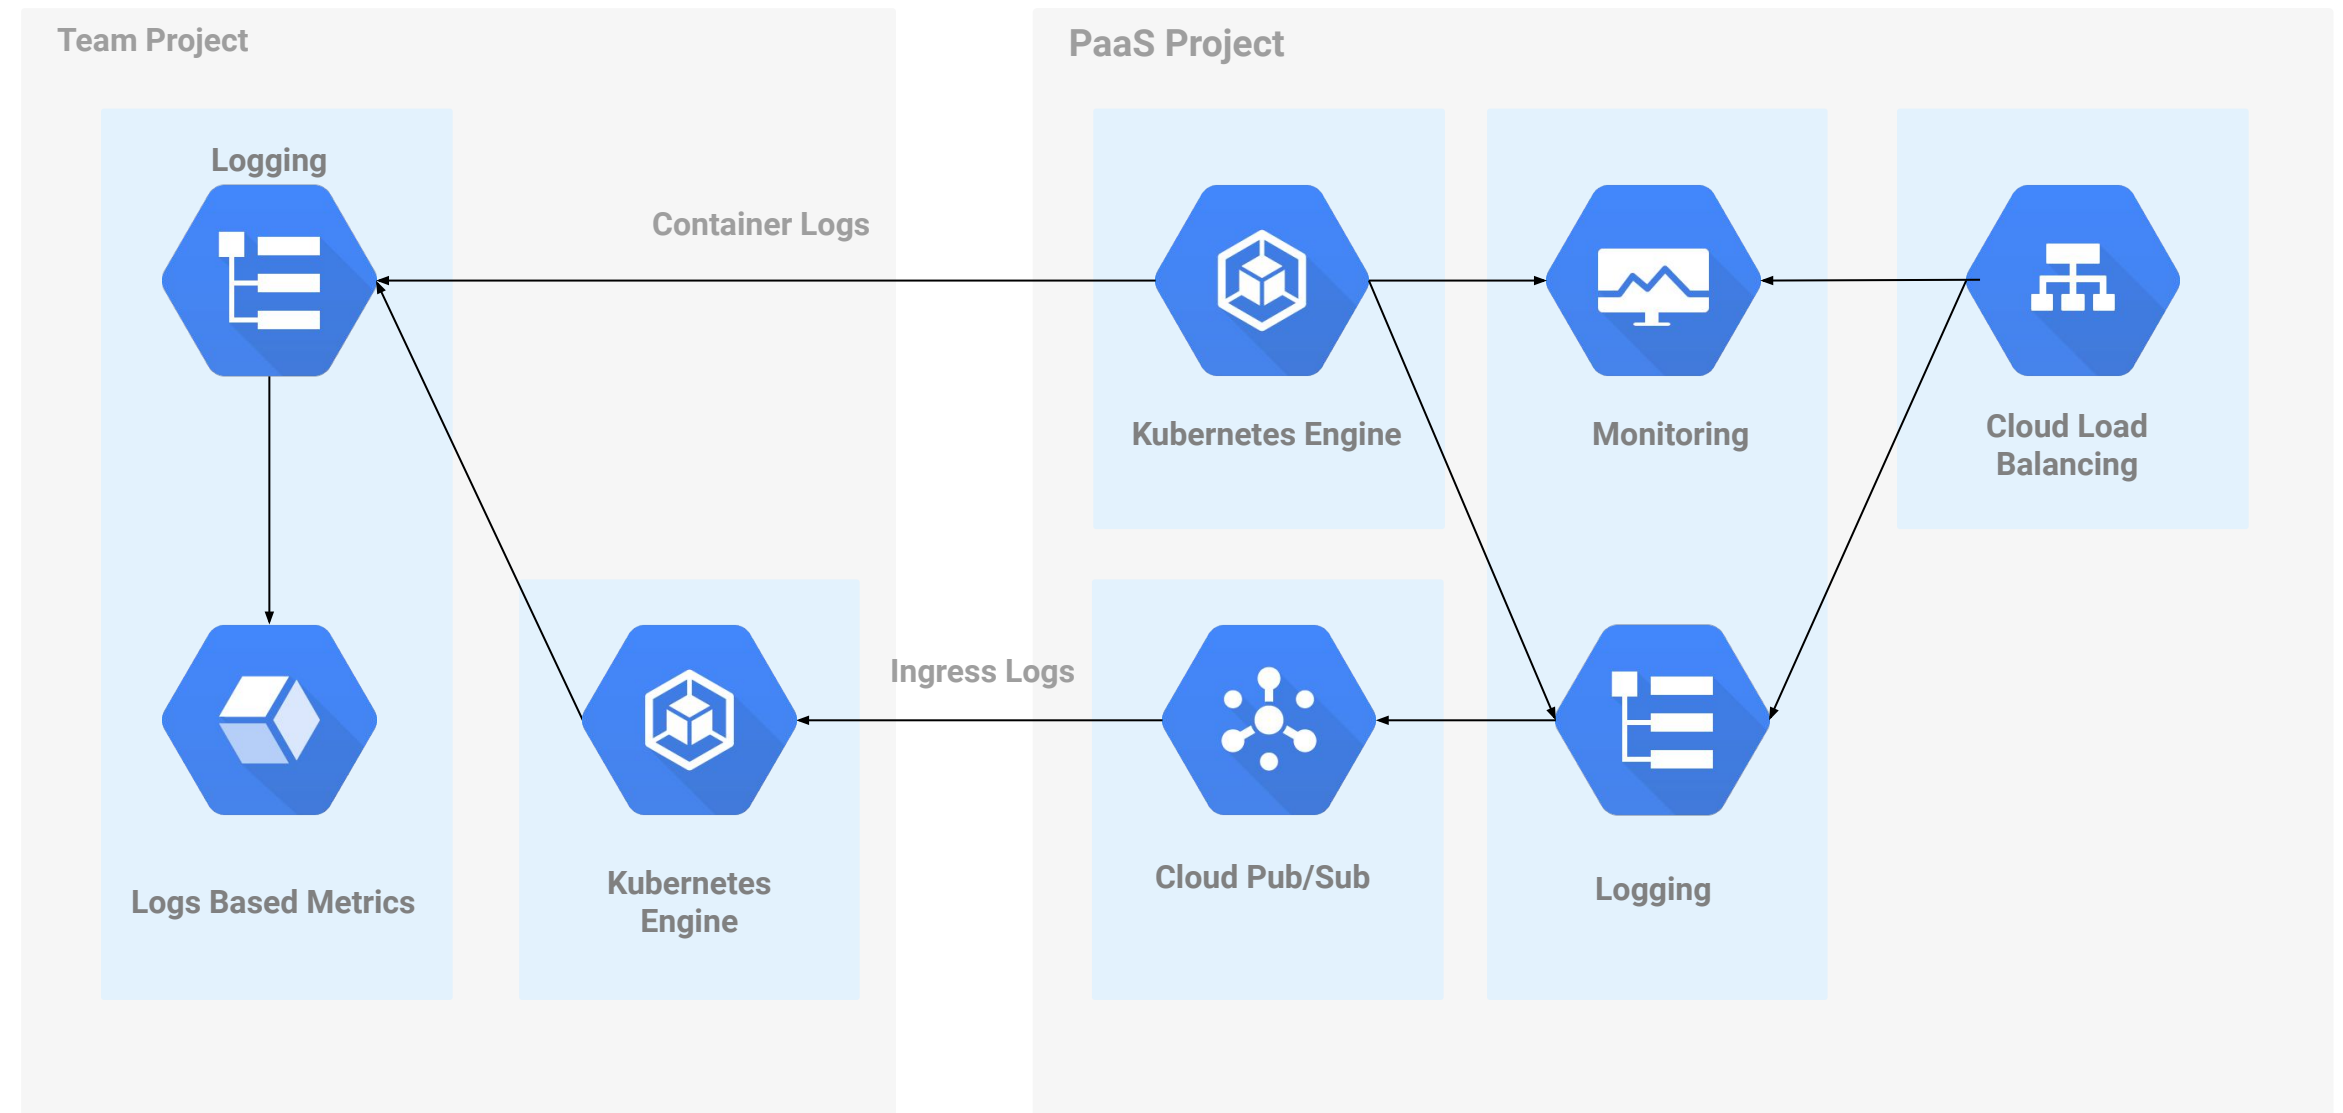 Team Project
PaaS Project
Logging
Container Logs
Kubernetes Engine
Monitoring
Cloud Load
Balancing
Ingress Logs
Logs Based Metrics
Kubernetes
Engine
Cloud Pub/Sub
Logging